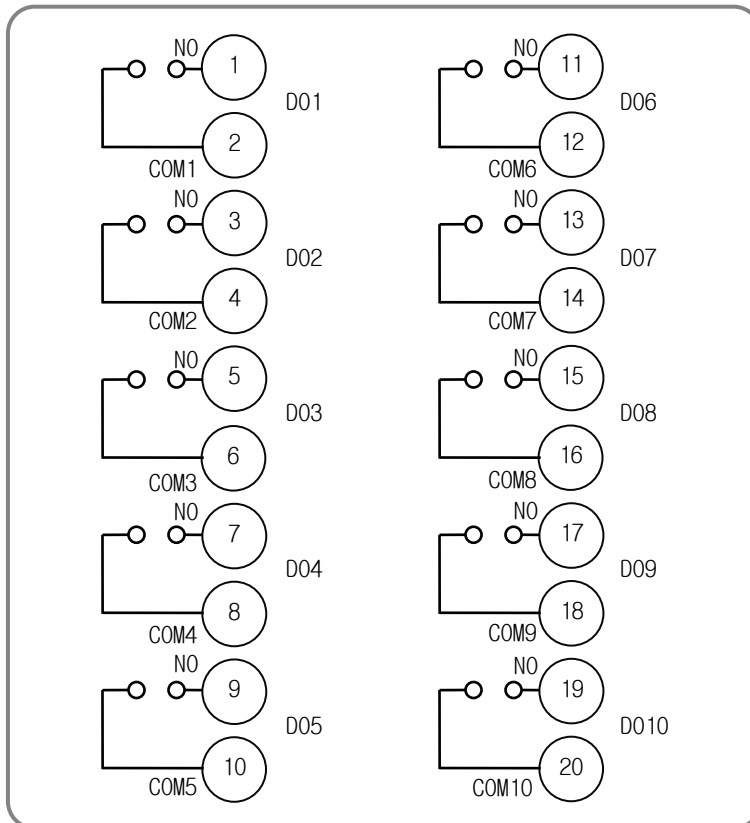 NO
1
DO1
2
COM1
NO
3
DO2
4
COM2
NO
5
DO3
6
COM3
NO
7
DO4
8
COM4
NO
9
DO5
10
COM5
NO
11
DO6
12
COM6
NO
13
DO7
14
COM7
NO
15
DO8
16
COM8
NO
17
DO9
18
COM9
NO
19
DO10
20
COM10